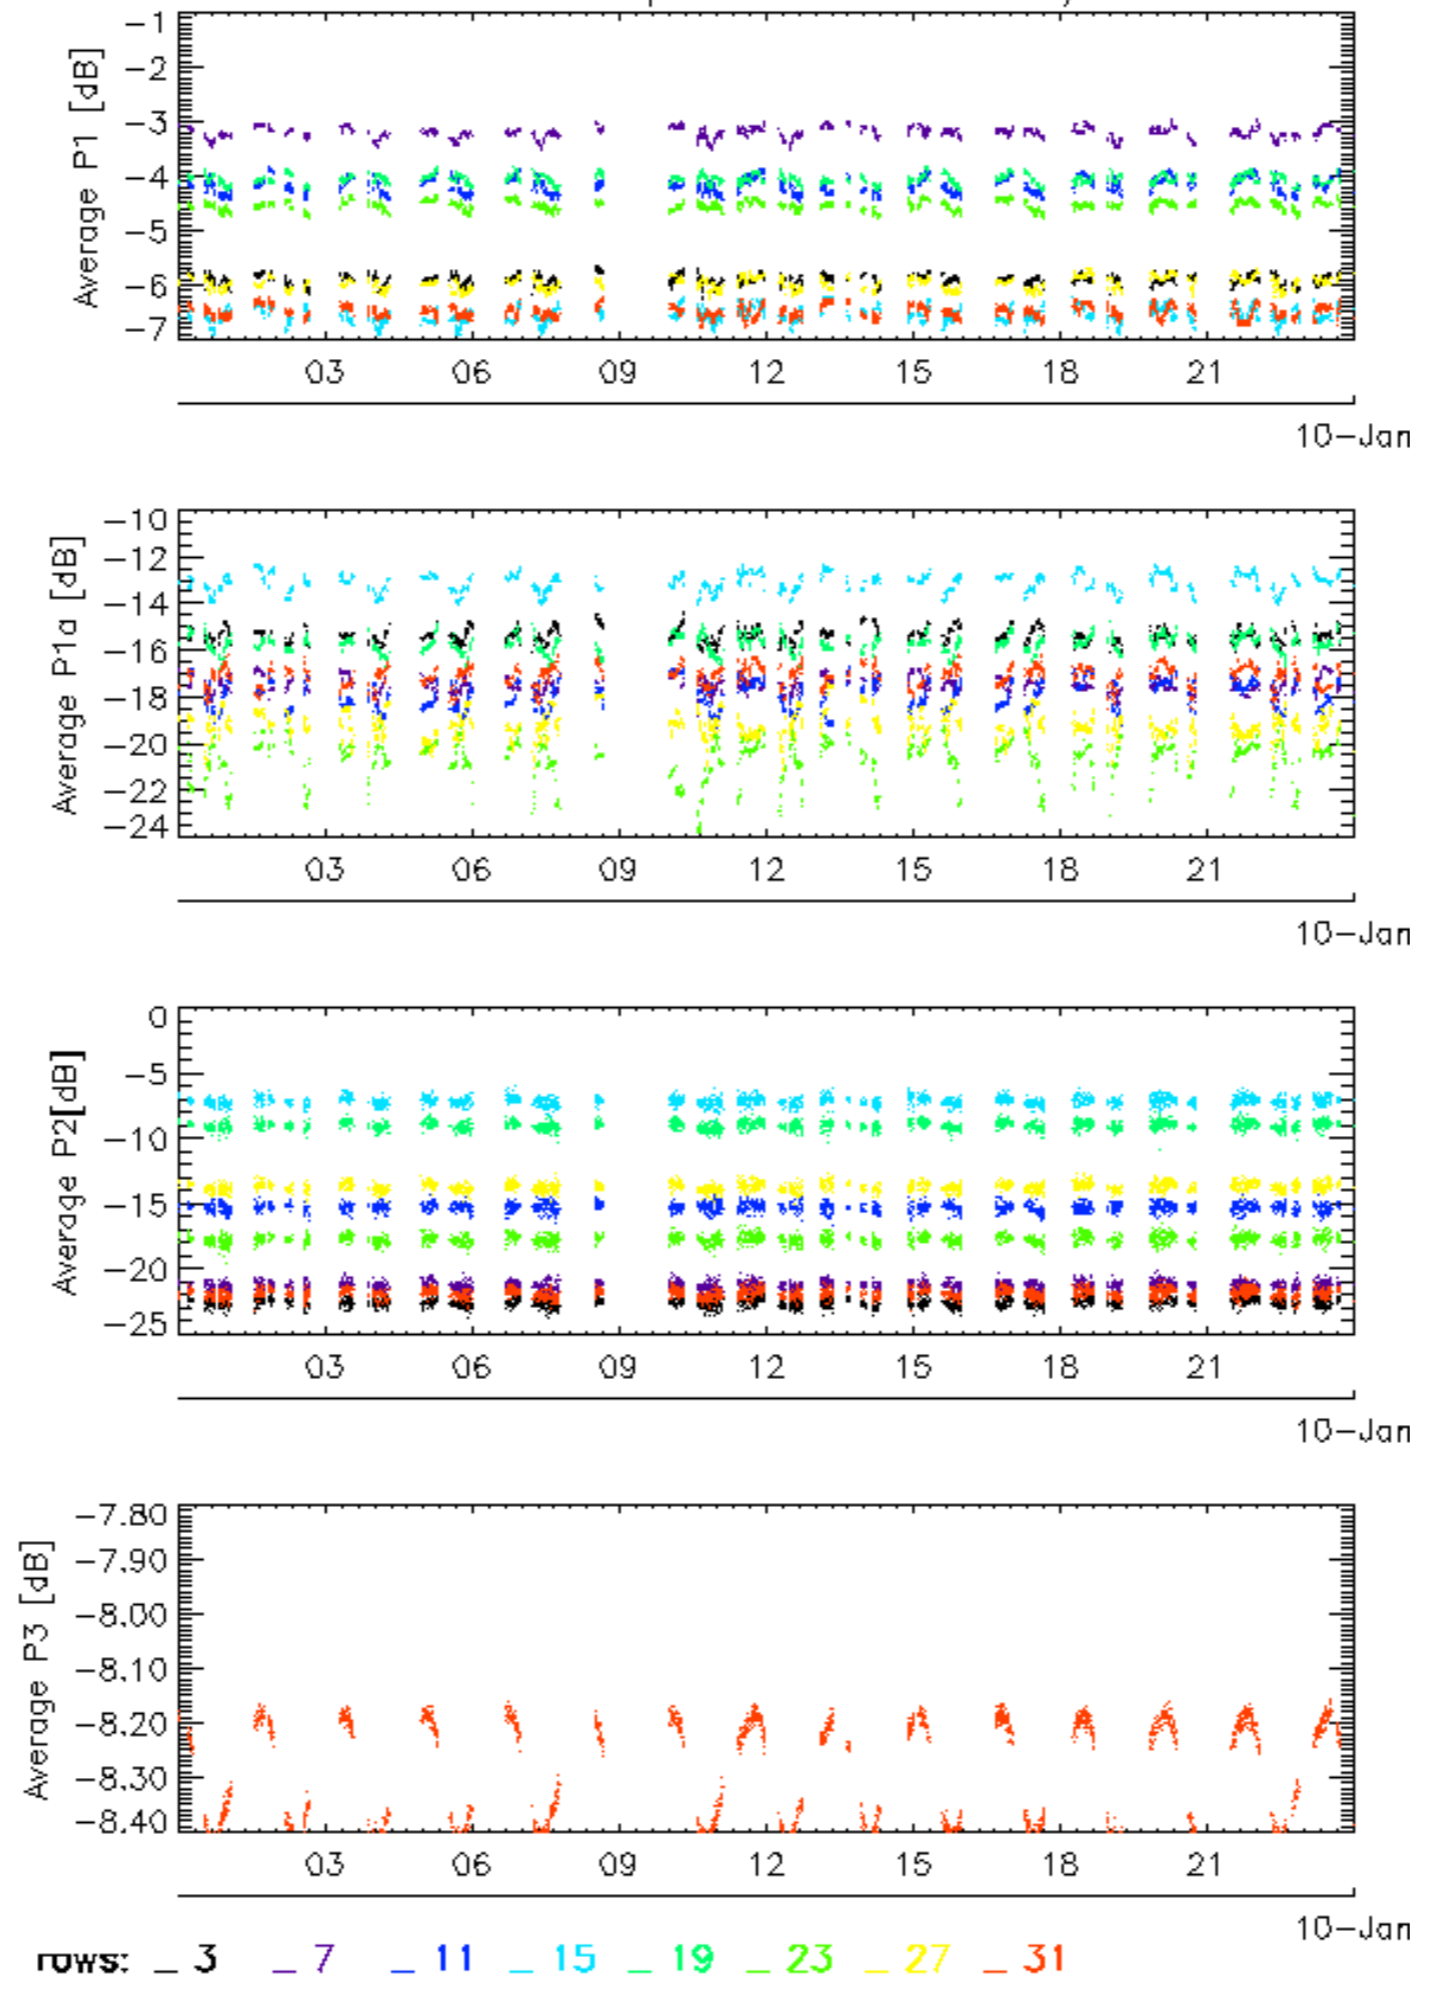 Average P1 [dB]
-1
-2
-3
-4
-5
-6
-7
03 06 09 12 15 18 21
10-Jan
Average P1a [dB]
-10
-12
-14
-16
-18
-20
-22
-24
03 06 09 12 15 18 21
10-Jan
Average P2[dB]
0
-5
-10
-15
-20
-25
03 06 09 12 15 18 21
10-Jan
Average P3 [dB]
-7.80
-7.90
-8.00
-8.10
-8.20
-8.30
-8.40
03 06 09 12 15 18 21
10-Jan
rows: _ 3 _ 7 _ 11 _ 15 _ 19 _ 23 _ 27 _ 31